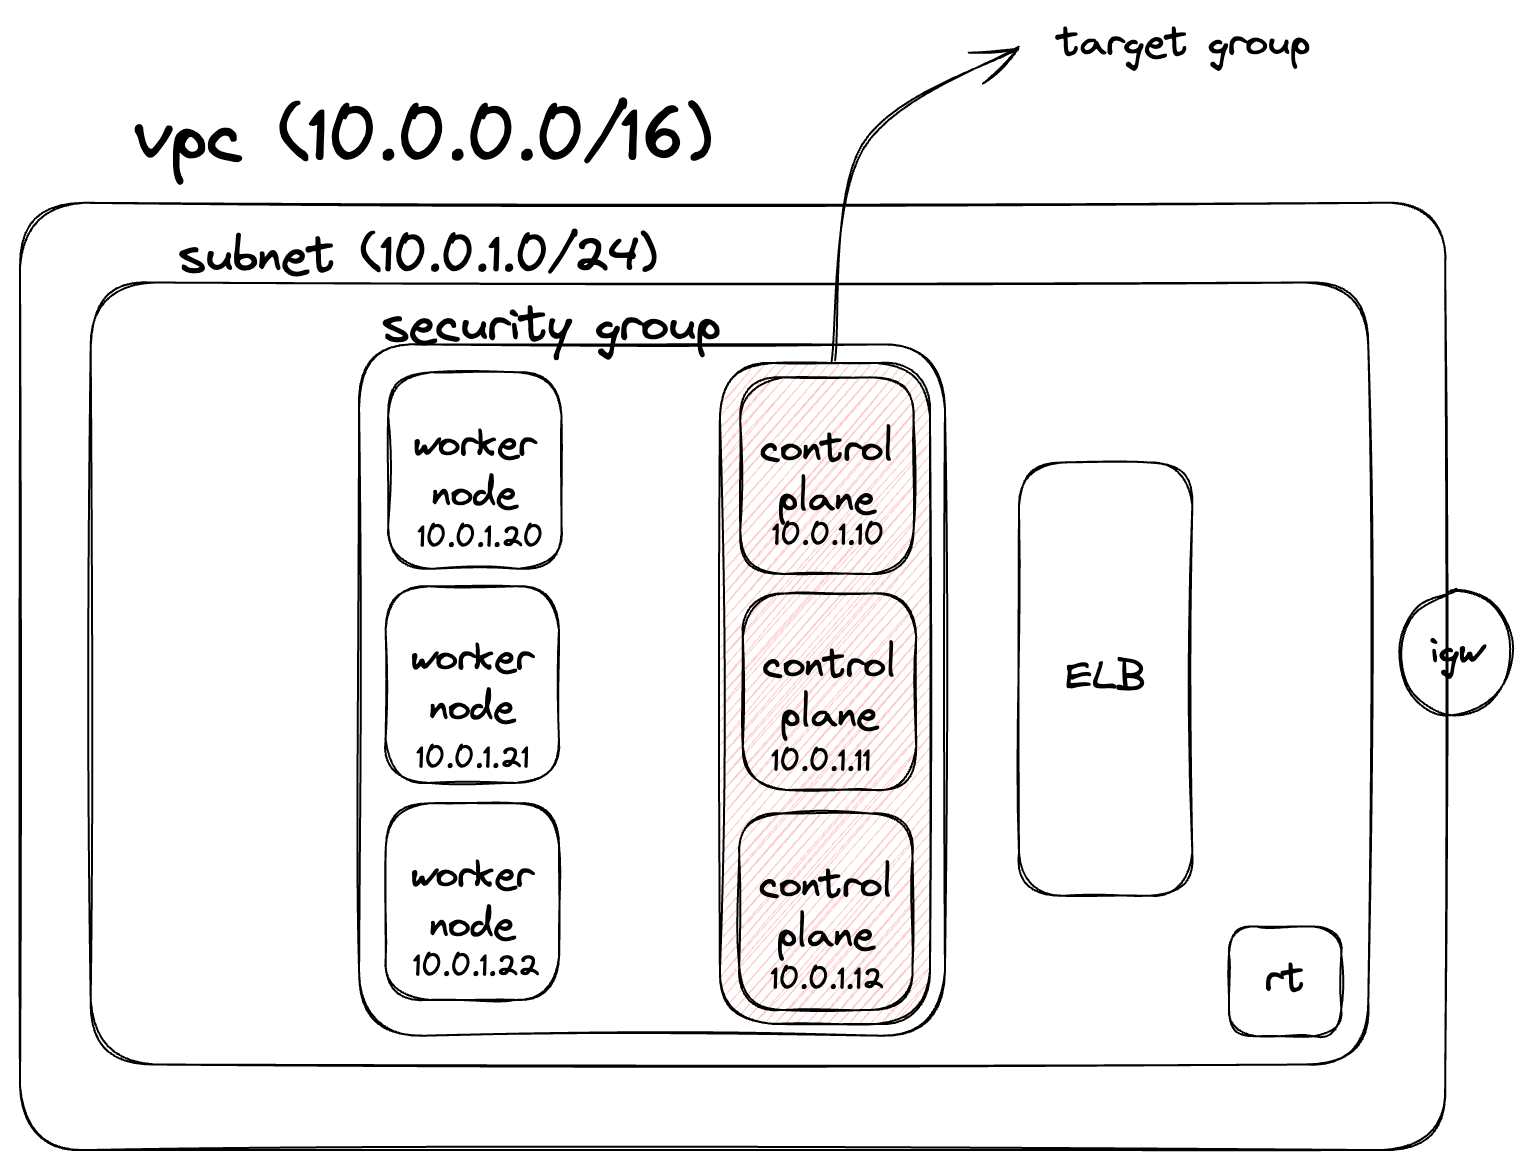 target group
vpc (10.0.0.0/16)
subnet (10.0.1.0/24)
security group
worker
node
10.0.1.20
control
plane
10.0.1.10
worker
node
10.0.1.21
control
plane
10.0.1.11
worker
node
10.0.1.22
control
plane
10.0.1.12
ELB
igw
rt